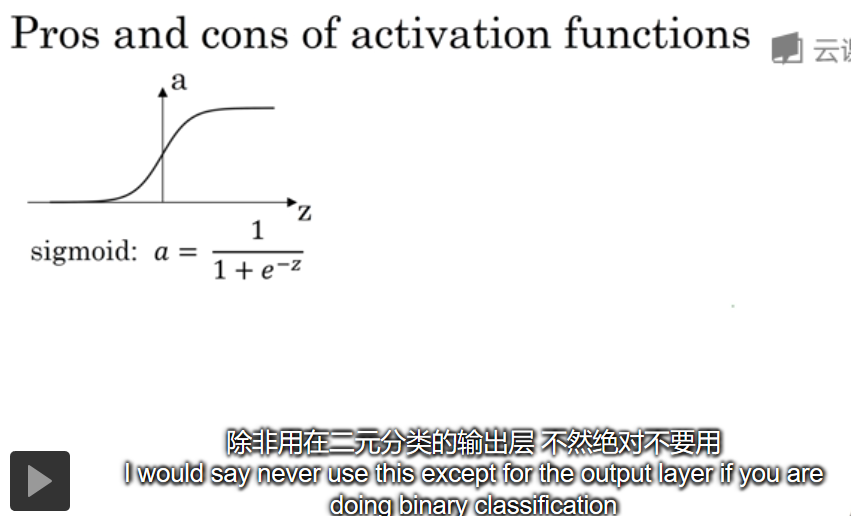 Pros and cons of activation functions
云课
a
z
sigmoid: a = 1 / (1 + e^{-z})
除非用在二元分类的输出层 不然绝对不要用
I would say never use this except for the output layer if you are
doing binary classification